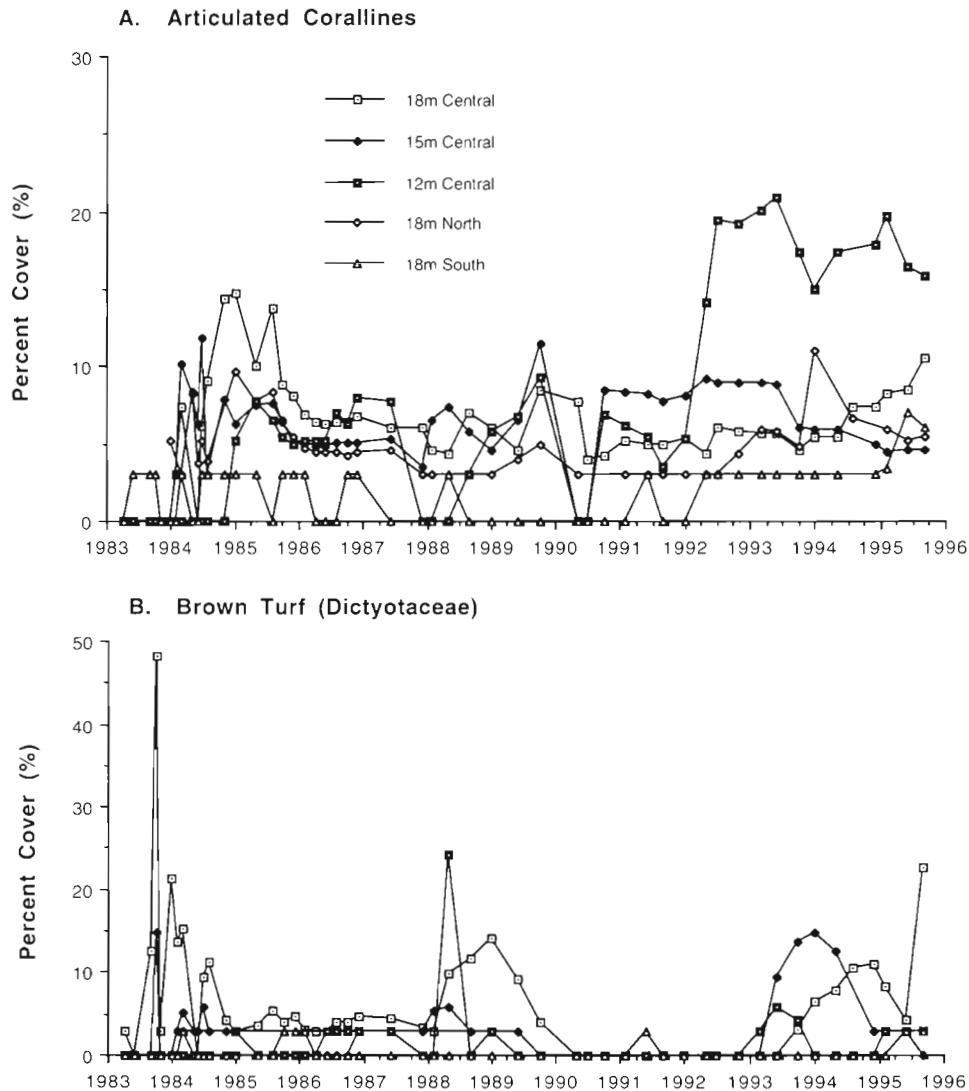 A. Articulated Corallines
30
20
10
0
Percent Cover (%)
18m Central
15m Central
12m Central
18m North
18m South
1983 1984 1985 1986 1987 1988 1989 1990 1991 1992 1993 1994 1995 1996
B. Brown Turf (Dictyotaceae)
50
40
30
20
10
0
Percent Cover (%)
1983 1984 1985 1986 1987 1988 1989 1990 1991 1992 1993 1994 1995 1996